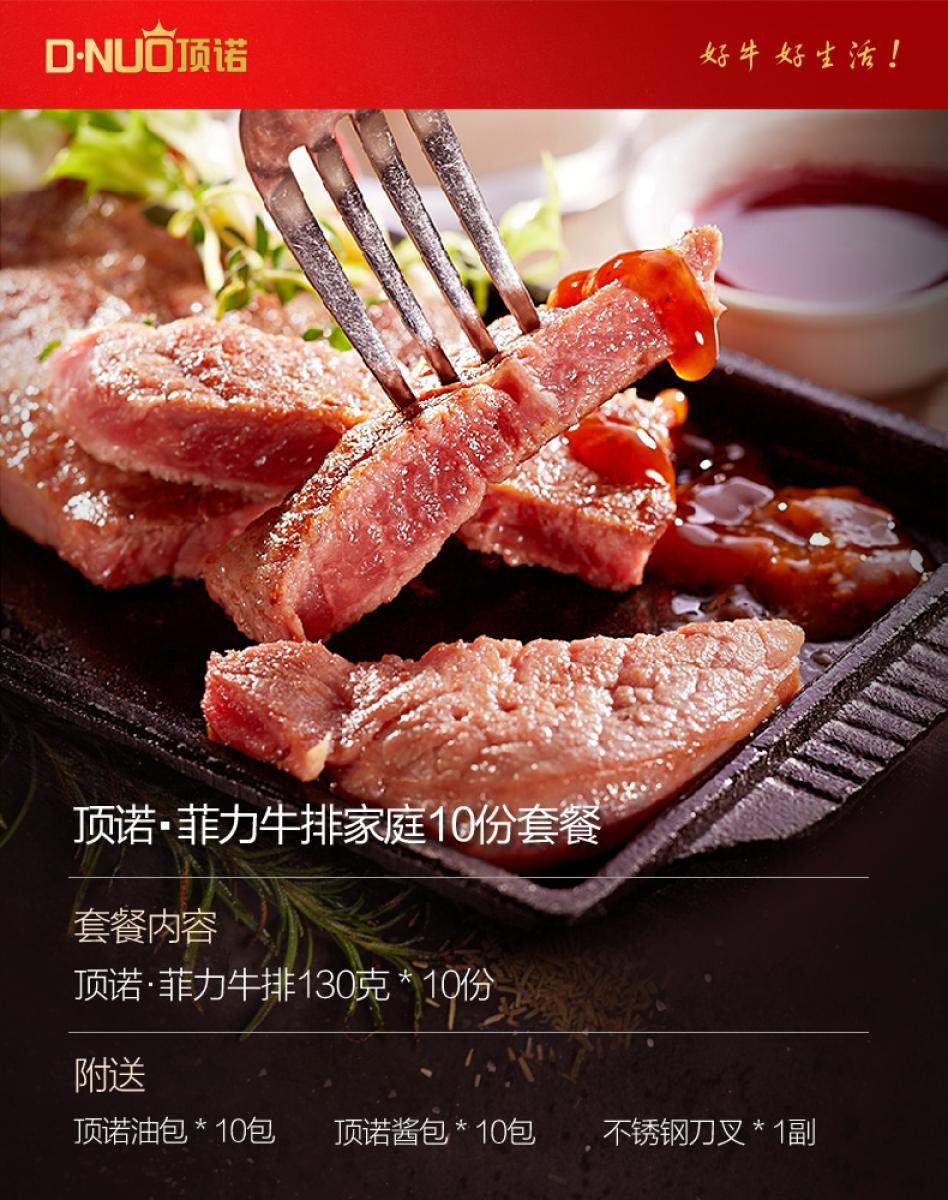 D·NUO顶诺
好牛好生活!
顶诺·菲力牛排家庭10份套餐
套餐内容
顶诺·菲力牛排130克 * 10份
附送
顶诺油包 * 10包 顶诺酱包 * 10包 不锈钢刀叉 * 1副